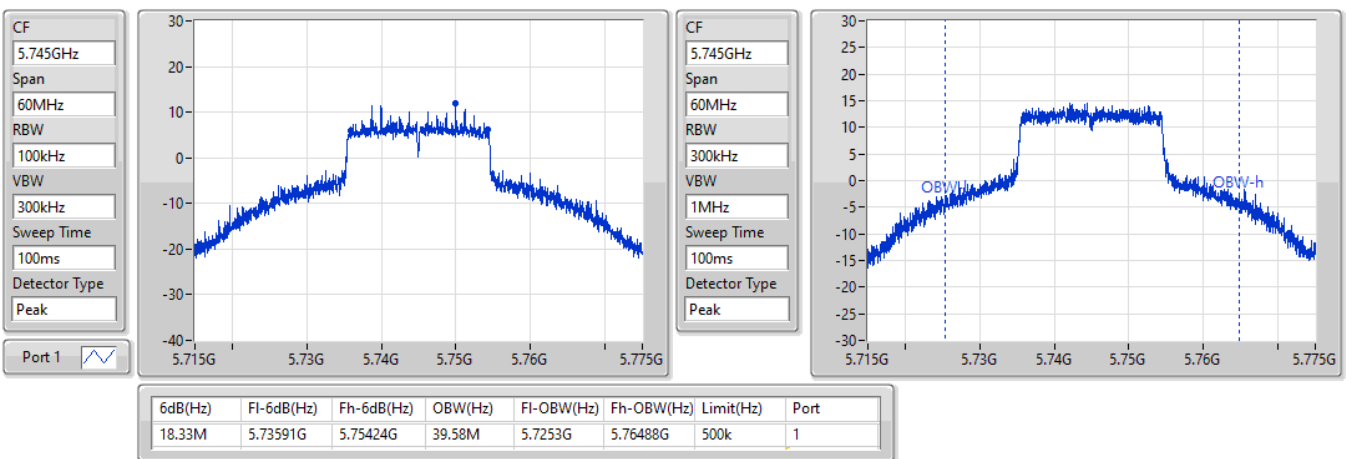 CF
5.745GHz
Span
60MHz
RBW
100kHz
VBW
300kHz
Sweep Time
100ms
Detector Type
Peak
Port 1
30
20
10
0
-10
-20
-30
-40
5.715G 5.73G 5.74G 5.75G 5.76G 5.775G
CF
5.745GHz
Span
60MHz
RBW
300kHz
VBW
1MHz
Sweep Time
100ms
Detector Type
Peak
30
25
20
15
10
5
0
-5
-10
-15
-20
-25
-30
OBW-h
5.715G 5.73G 5.74G 5.75G 5.76G 5.775G
6dB(Hz) Fl-6dB(Hz) Fh-6dB(Hz) OBW(Hz) Fl-OBW(Hz) Fh-OBW(Hz) Limit(Hz) Port
18.33M 5.73591G 5.75424G 39.58M 5.7253G 5.76488G 500k 1